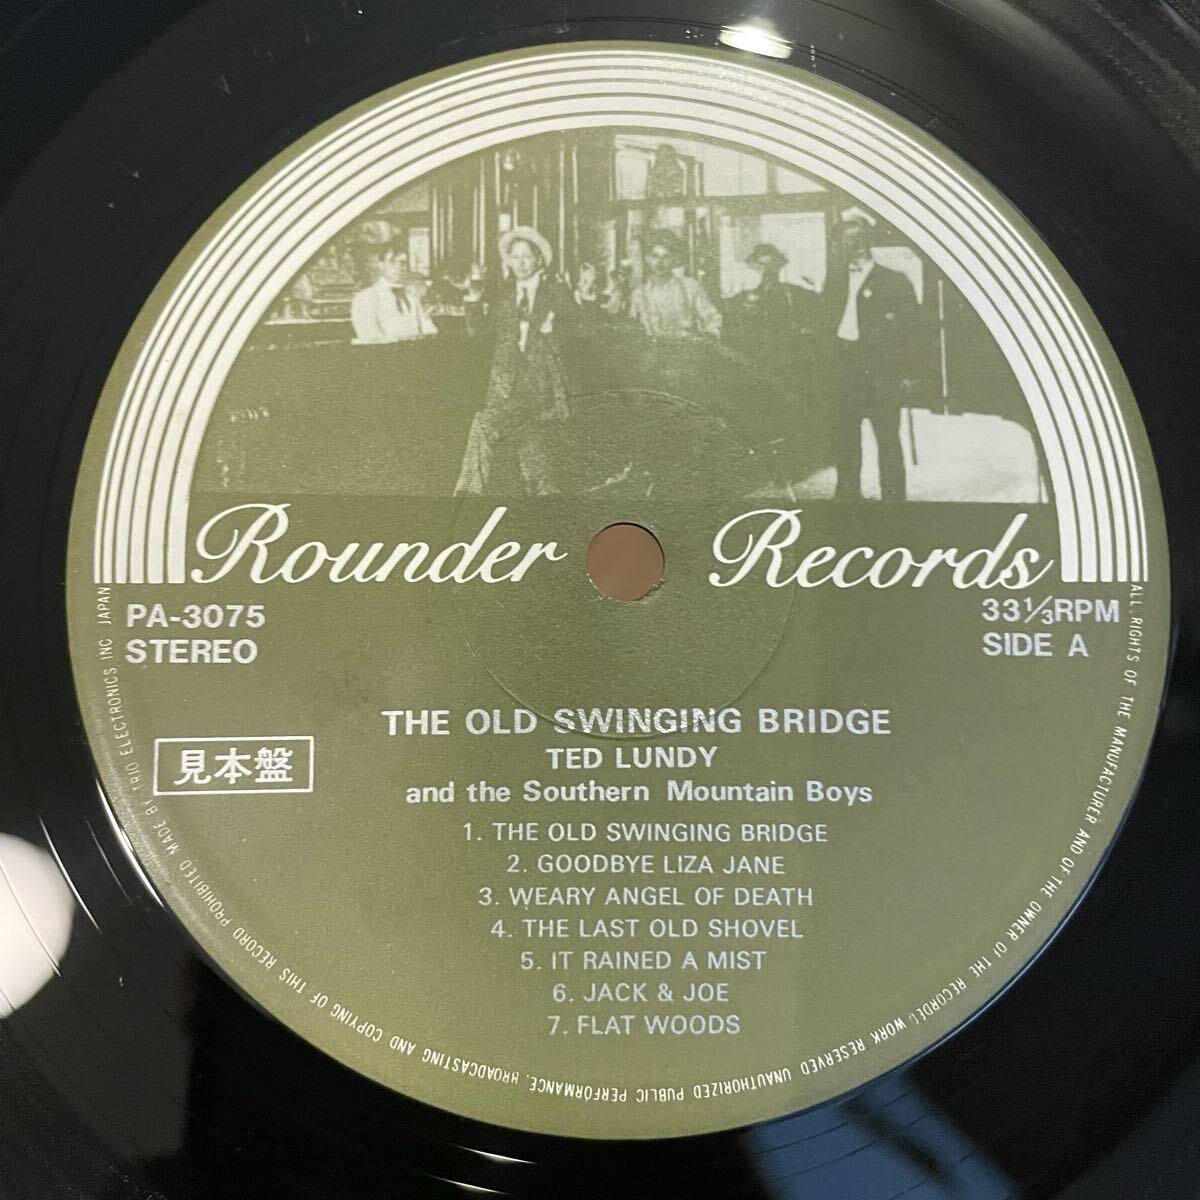 Rounder Records
PA-3075
STEREO
33⅓RPM
SIDE A
見本盤
THE OLD SWINGING BRIDGE
TED LUNDY
and the Southern Mountain Boys
1. THE OLD SWINGING BRIDGE
2. GOODBYE LIZA JANE
3. WEARY ANGEL OF DEATH
4. THE LAST OLD SHOVEL
5. IT RAINED A MIST
6. JACK & JOE
7. FLAT WOODS
ALL RIGHTS OF THE MANUFACTURER AND OF THE OWNER OF THE RECORDED WORK RESERVED UNAUTHORIZED PUBLIC PERFORMANCE, BROADCASTING AND COPYING OF THIS RECORD PROHIBITED MADE BY TRIO ELECTRONICS INC JAPAN